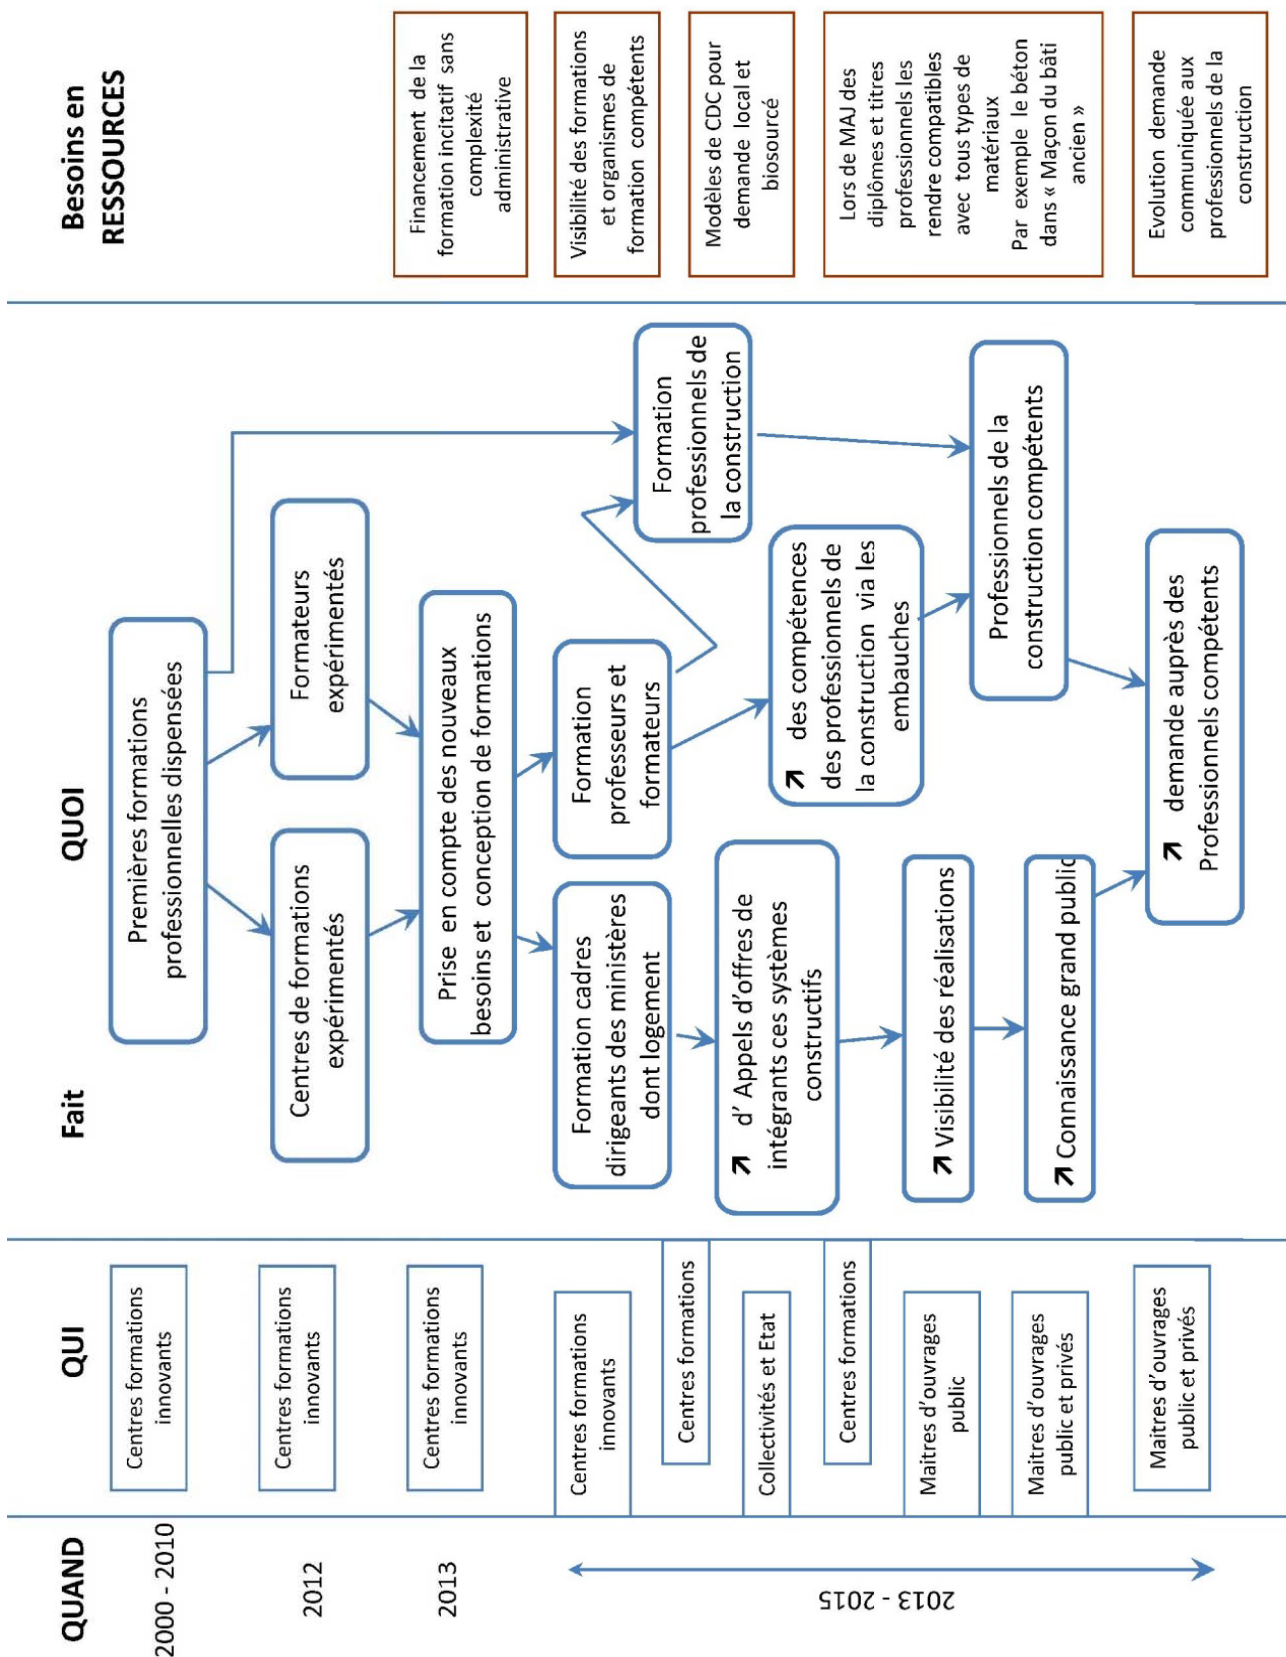 QUAND
QUI
Fait
QUOI
Besoins en
RESSOURCES
2000 - 2010
2012
2013
2013 - 2015
Centres formations
innovants
Centres formations
innovants
Centres formations
innovants
Centres formations
innovants
Centres formations
Collectivités et Etat
Centres formations
Maitres d'ouvrages
public
Maitres d'ouvrages
public et privés
Maitres d'ouvrages
public et privés
Premières formations
professionnelles dispensées
Centres de formations
expérimentés
Formateurs
expérimentés
Prise en compte des nouveaux
besoins et conception de formations
Formation cadres
dirigeants des ministères
dont logement
Formation
professeurs et
formateurs
Formation
professionnels de
la construction
↗ d' Appels d'offres de
intégrants ces systèmes
constructifs
↗ des compétences
des professionnels de
la construction via les
embauches
↗ Visibilité des réalisations
Professionnels de la
construction compétents
↗ Connaissance grand public
↗ demande auprès des
Professionnels compétents
Financement de la
formation incitatif sans
complexité
administrative
Visibilité des formations
et organismes de
formation compétents
Modèles de CDC pour
demande local et
biosourcé
Lors de MAJ des
diplômes et titres
professionnels les
rendre compatibles
avec tous types de
matériaux
Par exemple le béton
dans « Maçon du bâti
ancien »
Evolution demande
communiquée aux
professionnels de la
construction